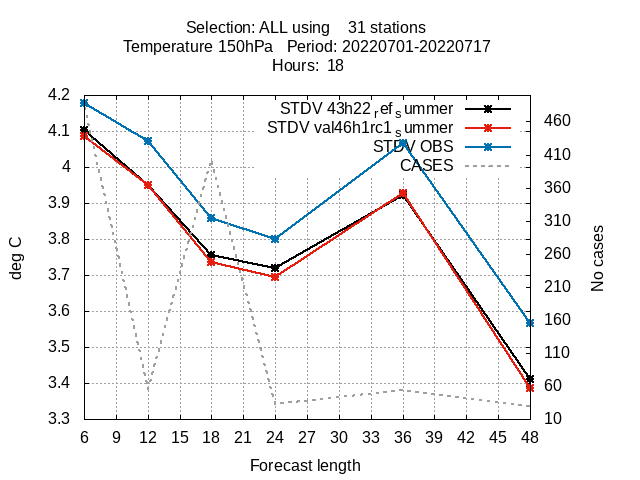 Selection: ALL using 31 stations
Temperature 150hPa Period: 20220701-20220717
Hours: 18
STDV 43h22_ref_summer
STDV val46h1rc1_summer
STDV OBS
CASES
deg C
4.2
4.1
4
3.9
3.8
3.7
3.6
3.5
3.4
3.3
460
410
360
310
260
210
160
110
60
10
No cases
6 9 12 15 18 21 24 27 30 33 36 39 42 45 48
Forecast length